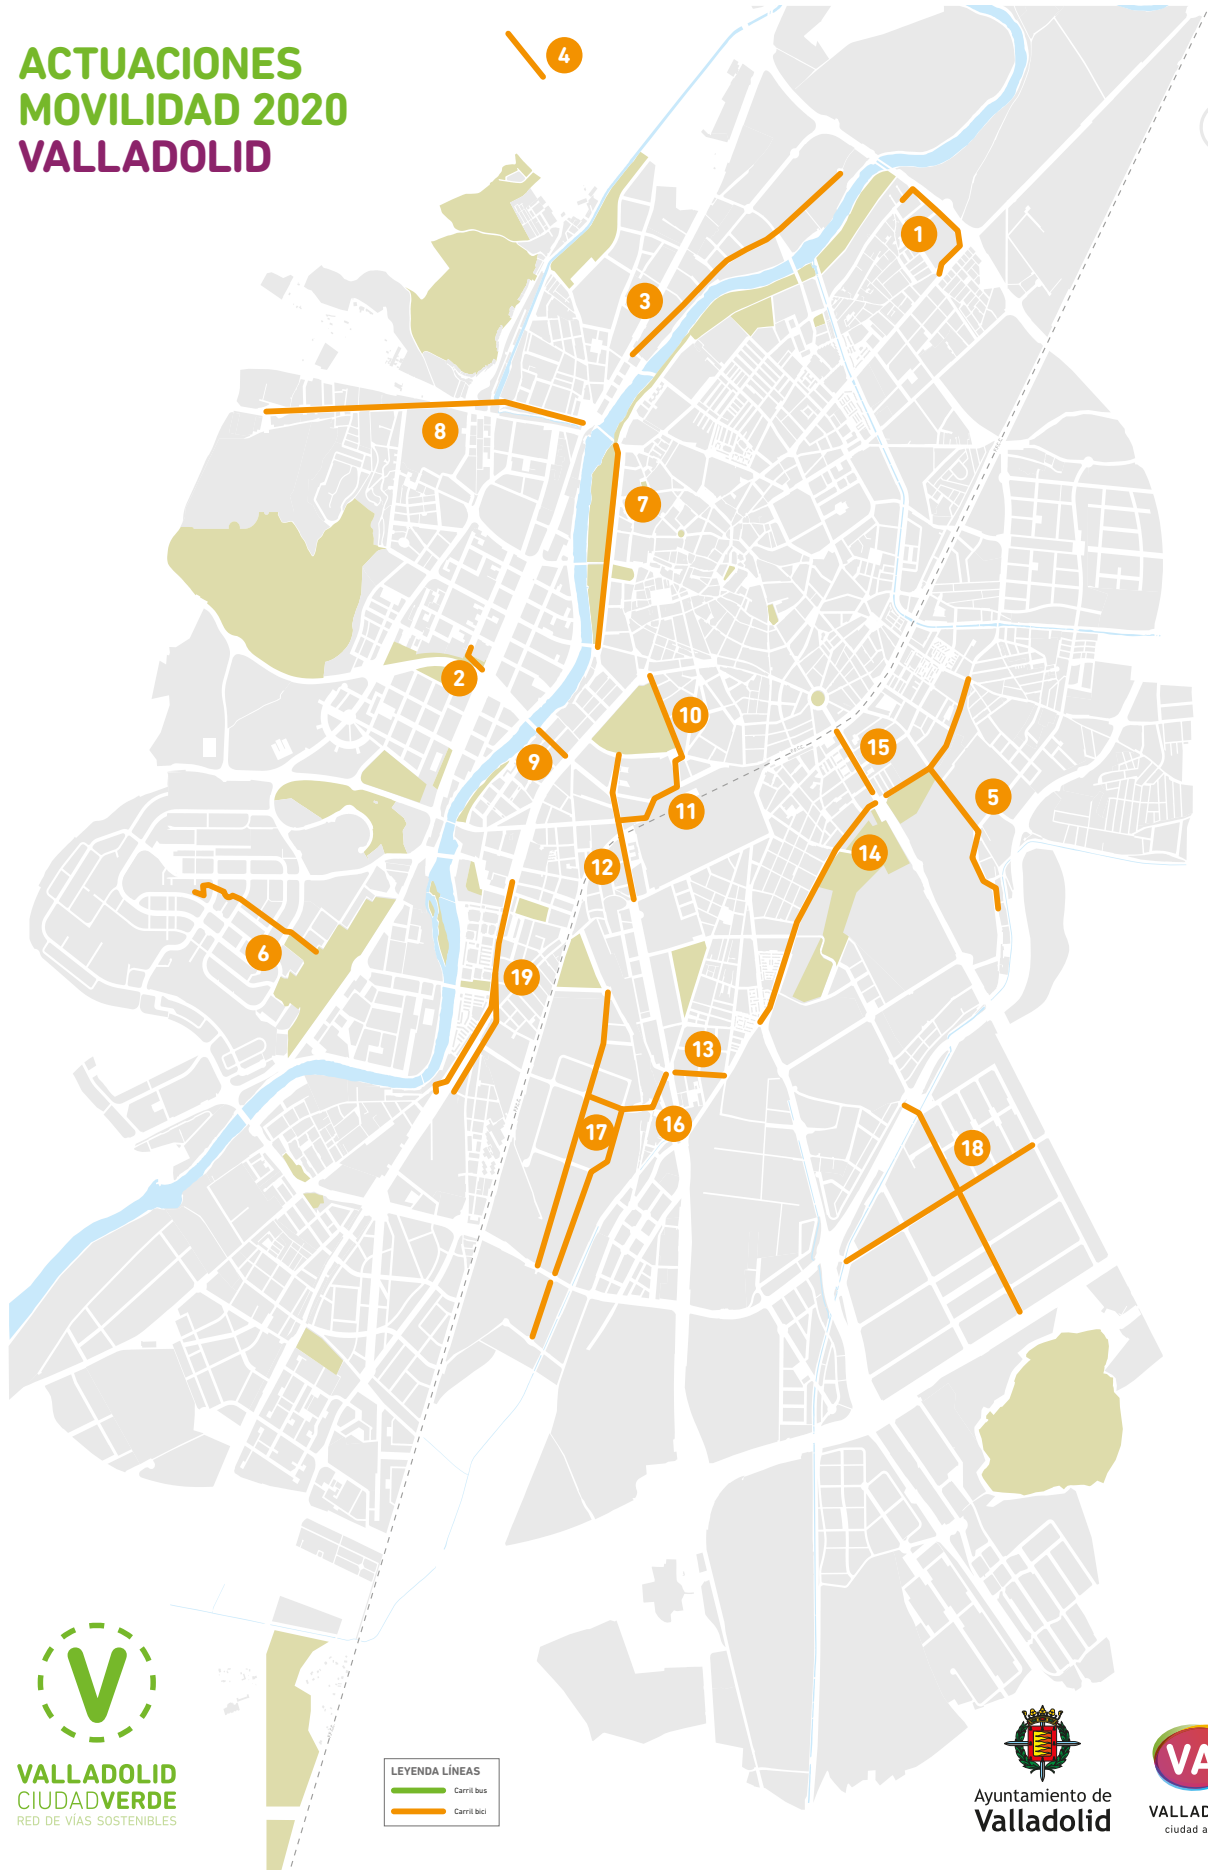 ACTUACIONES
MOVILIDAD 2020
VALLADOLID
4
1
3
8
7
2
10
9
15
5
11
12
14
6
19
13
16
17
18
V
VALLADOLID
CIUDADVERDE
RED DE VÍAS SOSTENIBLES
LEYENDA LÍNEAS
Carril bus
Carril bici
Ayuntamiento de
Valladolid
VA
VALLAD
ciudad a